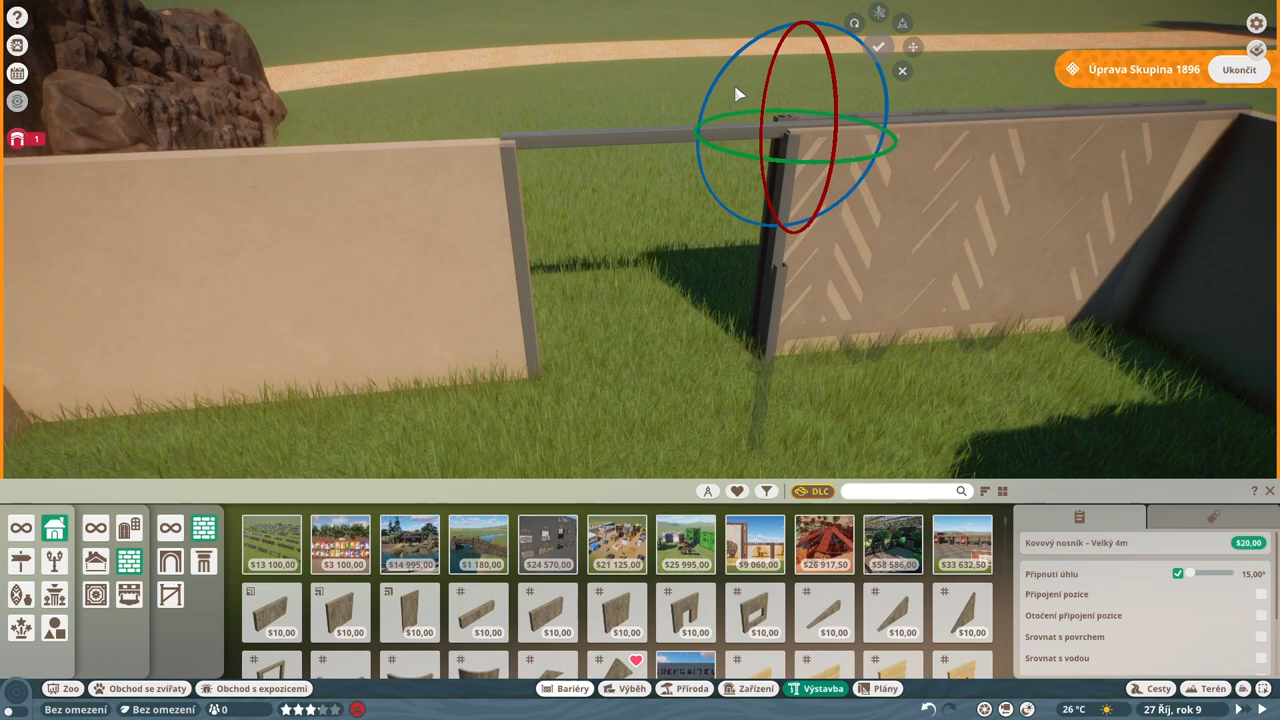 ?
1
Úprava Skupina 1896
Ukončit
DLC
? ×
$13 100,00
$3 100,00
$14 995,00
$1 180,00
$24 570,00
$21 125,00
$25 995,00
$9 060,00
$26 917,50
$58 586,00
$33 632,50
$10,00
$10,00
$10,00
$10,00
$10,00
$10,00
$10,00
$10,00
$10,00
$10,00
$10,00
Kovový nosník – Velký 4m
$20,00
Připnutí úhlu
15,00°
Připojení pozice
Otočení připojení pozice
Srovnat s povrchem
Srovnat s vodou
Zoo
Obchod se zvířaty
Obchod s expozicemi
Bariéry
Výběh
Příroda
Zařízení
Výstavba
Plány
Cesty
Terén
Bez omezení
Bez omezení
0
26 °C
27 Říj, rok 9